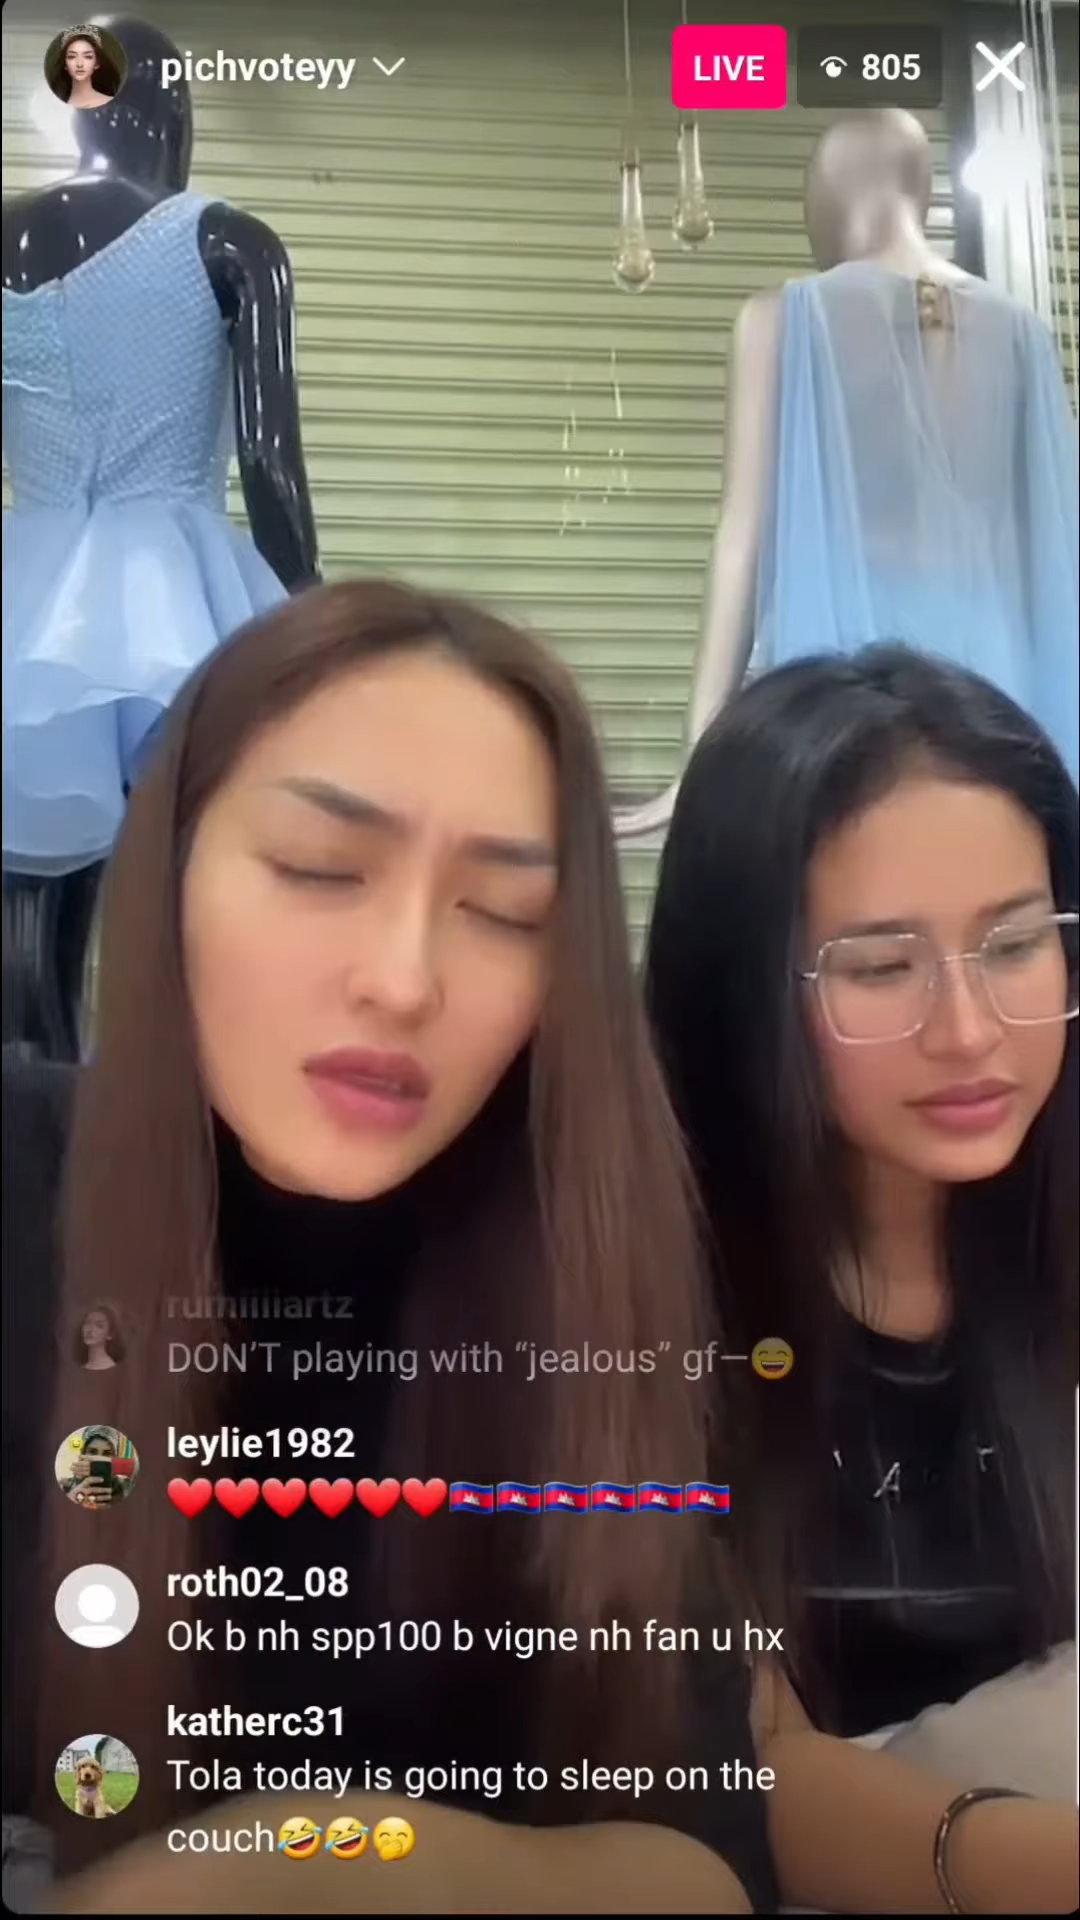 pichvoteyy
LIVE
805
rumiiiiartz
DON'T playing with “jealous” gf—😄
leylie1982
❤️❤️❤️❤️❤️❤️🇰🇭🇰🇭🇰🇭🇰🇭🇰🇭🇰🇭
roth02_08
Ok b nh spp100 b vigne nh fan u hx
katherc31
Tola today is going to sleep on the
couch🤣🤣🤭